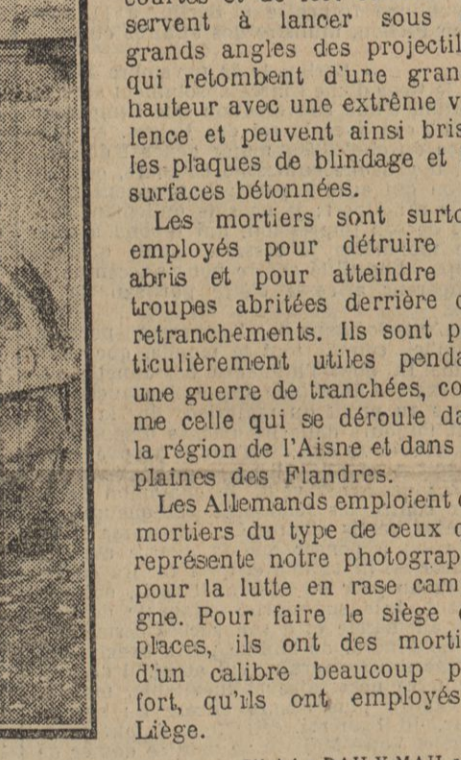 servent à lancer sous
grands angles des projectil
qui retombent d'une gran
hauteur avec une extrême v
lence et peuvent ainsi bris
les plaques de blindage et
surfaces bétonnées.
Les mortiers sont surto
employés pour détruire
abris et pour atteindre
troupes abritées derrière d
retranchements. Ils sont p
ticulièrement utiles penda
une guerre de tranchées, co
me celle qui se déroule da
la région de l'Aisne et dans
plaines des Flandres.
Les Allemands emploient d
mortiers du type de ceux q
représente notre photograp
pour la lutte en rase cam
gne. Pour faire le siège d
places, ils ont des morti
d'un calibre beaucoup p
fort, qu'ils ont employés
Liège.